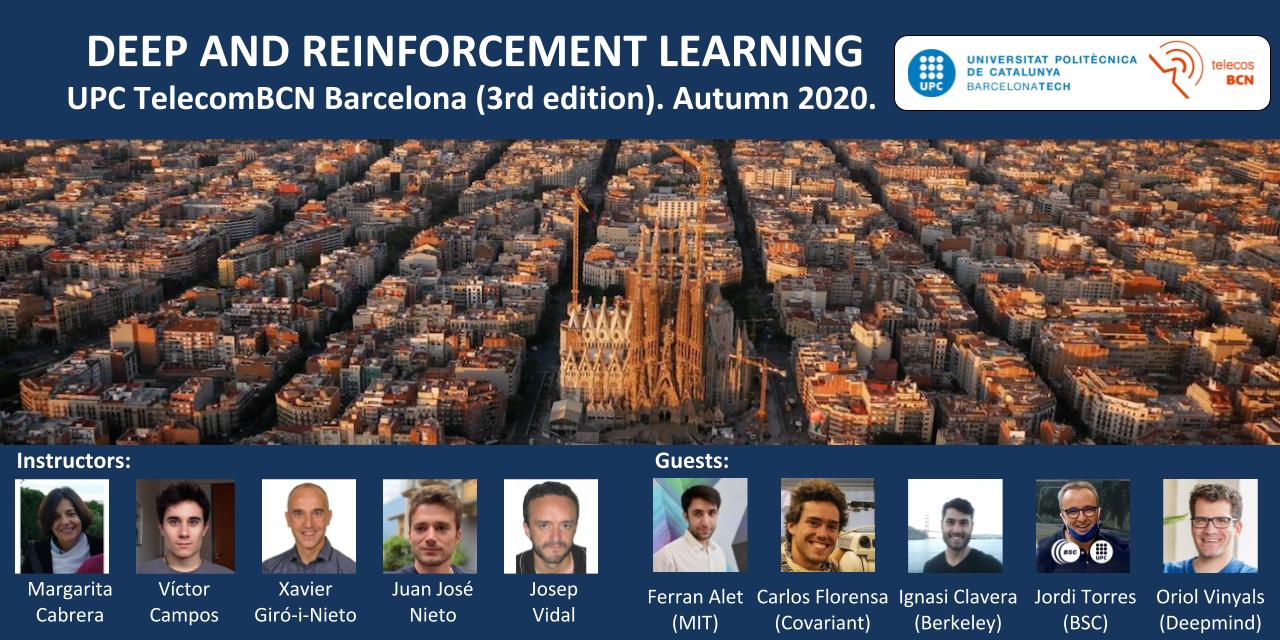 DEEP AND REINFORCEMENT LEARNING
UPC TelecomBCN Barcelona (3rd edition). Autumn 2020.
UPC
UNIVERSITAT POLITÈCNICA
DE CATALUNYA
BARCELONATECH
telecos
BCN
Instructors:
Margarita
Cabrera
Víctor
Campos
Xavier
Giró-i-Nieto
Juan José
Nieto
Josep
Vidal
Guests:
BSC
UPC
Ferran Alet
(MIT)
Carlos Florensa
(Covariant)
Ignasi Clavera
(Berkeley)
Jordi Torres
(BSC)
Oriol Vinyals
(Deepmind)